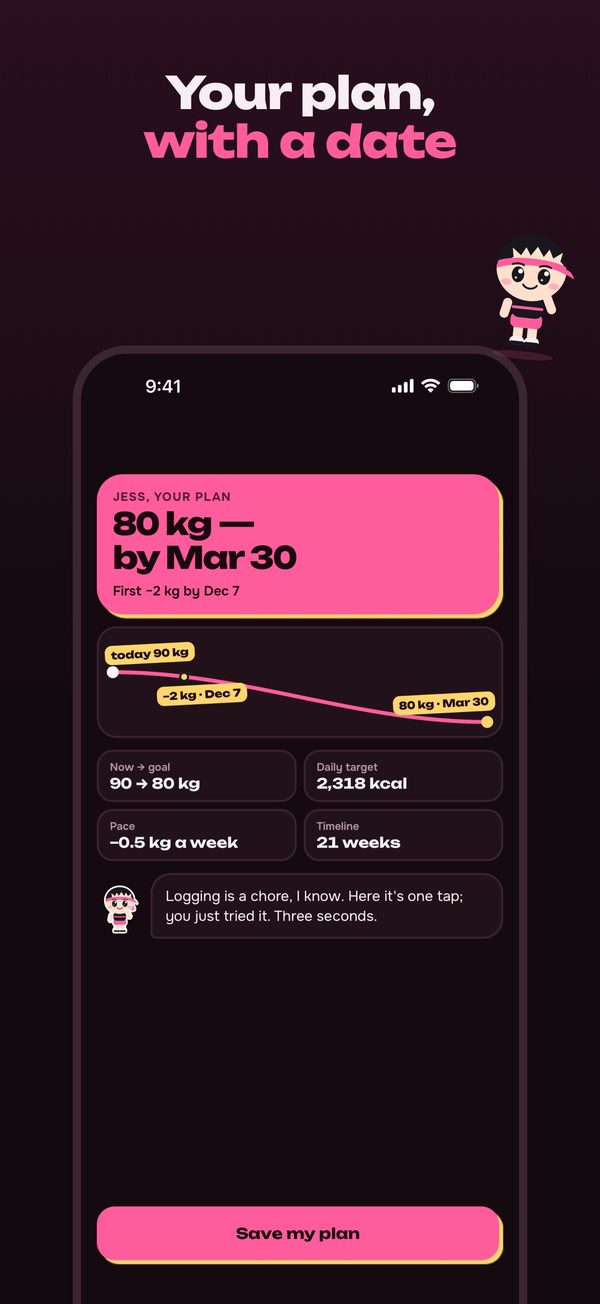 Your plan,
with a date
9:41
JESS, YOUR PLAN
80 kg —
by Mar 30
First −2 kg by Dec 7
today 90 kg
−2 kg · Dec 7
80 kg · Mar 30
Now → goal
90 → 80 kg
Daily target
2,318 kcal
Pace
−0.5 kg a week
Timeline
21 weeks
Logging is a chore, I know. Here it's one tap;
you just tried it. Three seconds.
Save my plan